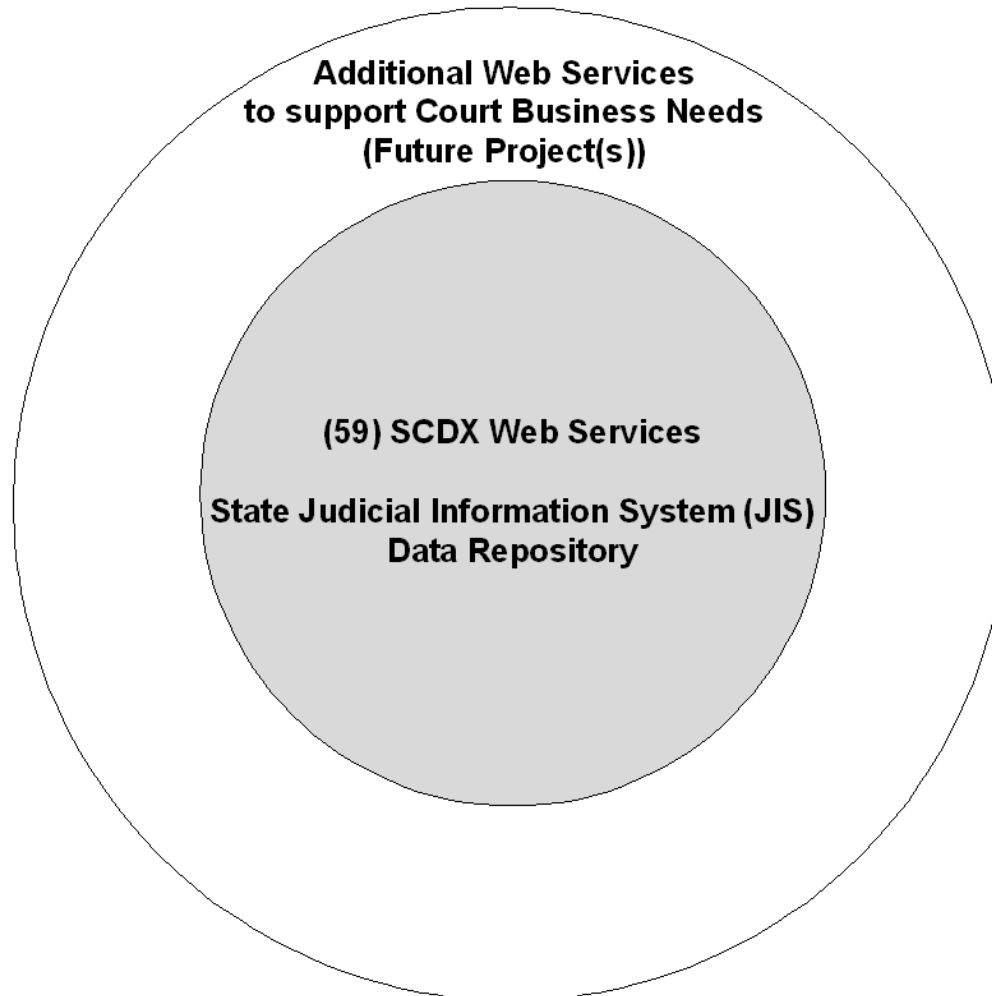 Additional Web Services
to support Court Business Needs
(Future Project(s))
(59) SCDX Web Services
State Judicial Information System (JIS)
Data Repository